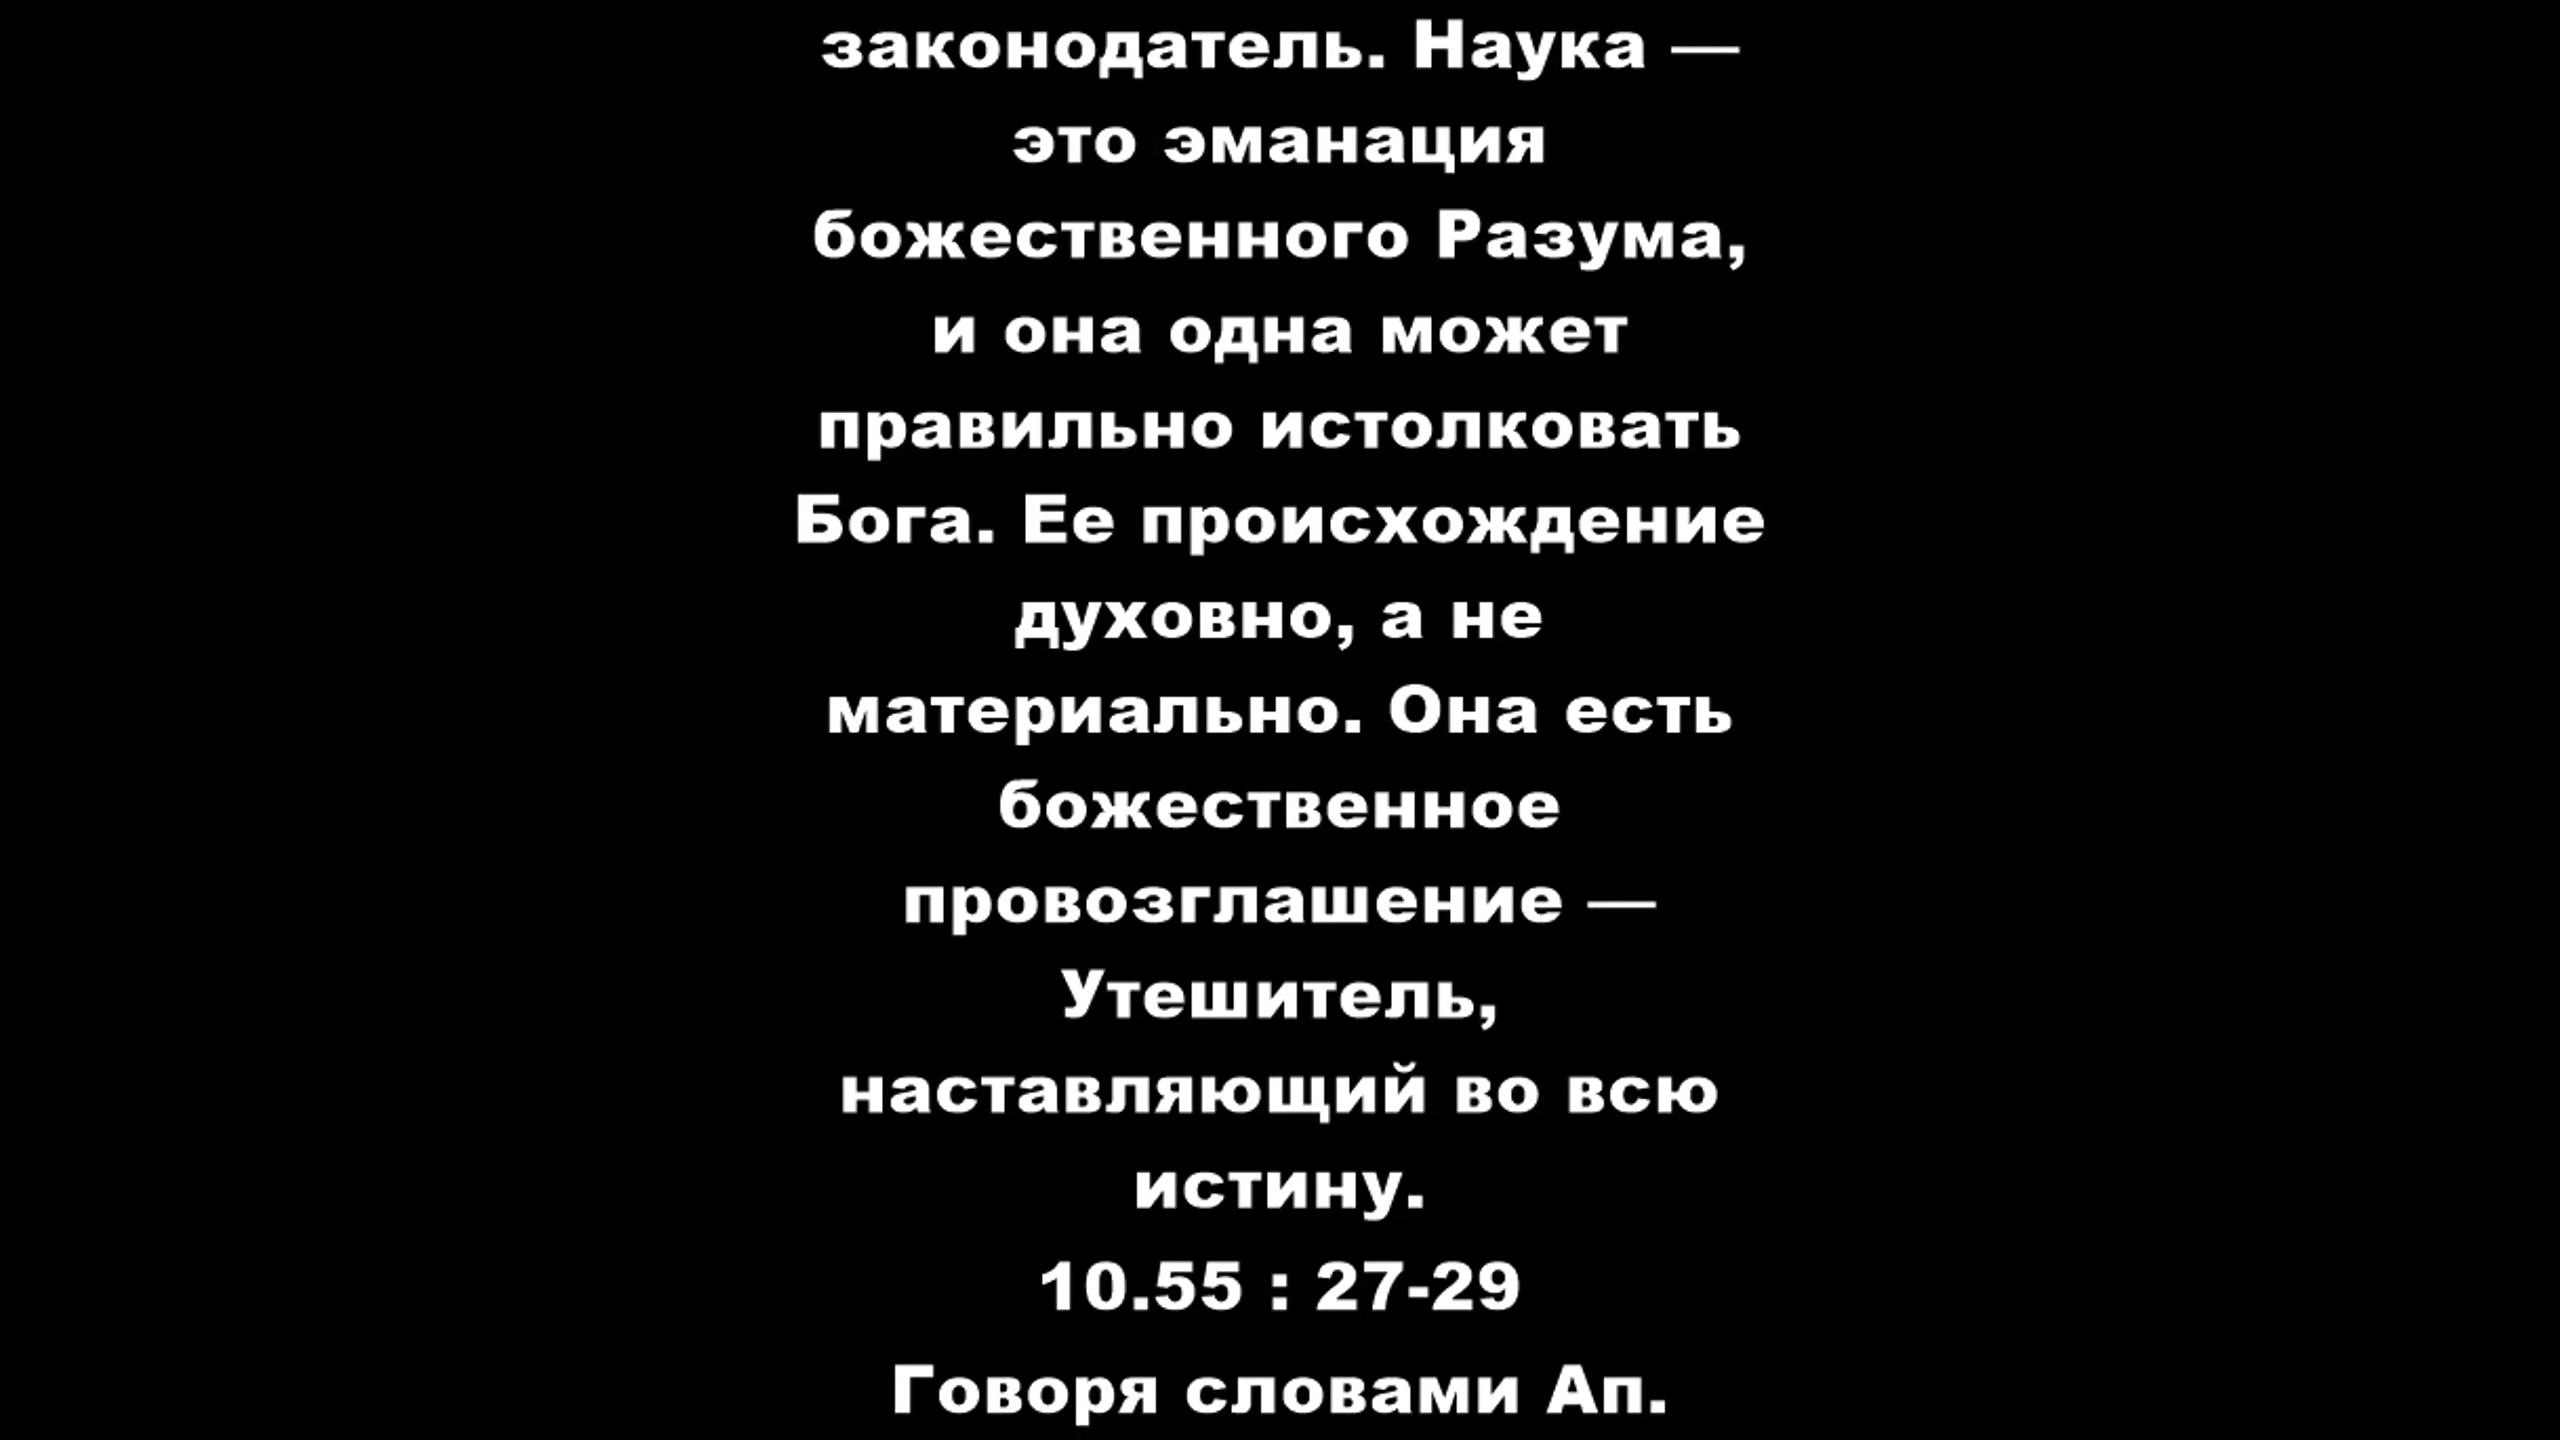 законодатель. Наука —
это эманация
божественного Разума,
и она одна может
правильно истолковать
Бога. Ее происхождение
духовно, а не
материально. Она есть
божественное
провозглашение —
Утешитель,
наставляющий во всю
истину.
10.55 : 27-29
Говоря словами Ап.